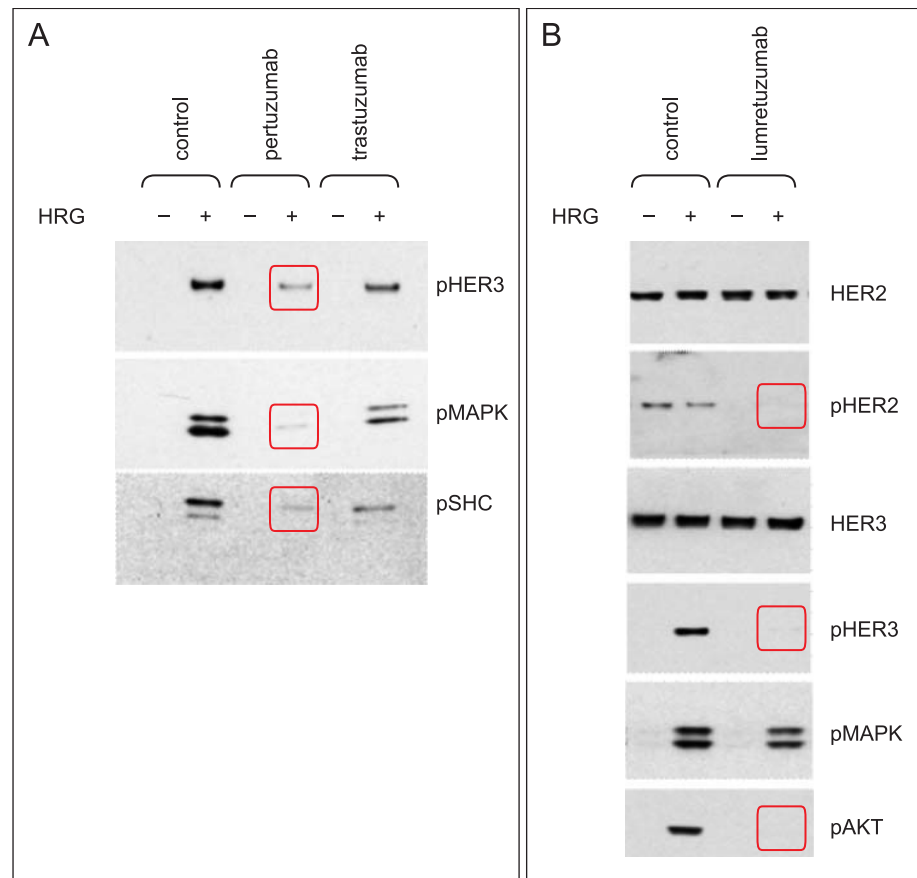 A
control
pertuzumab
trastuzumab
HRG – + – + – +
pHER3
pMAPK
pSHC
B
control
lumretuzumab
HRG – + – +
HER2
pHER2
HER3
pHER3
pMAPK
pAKT